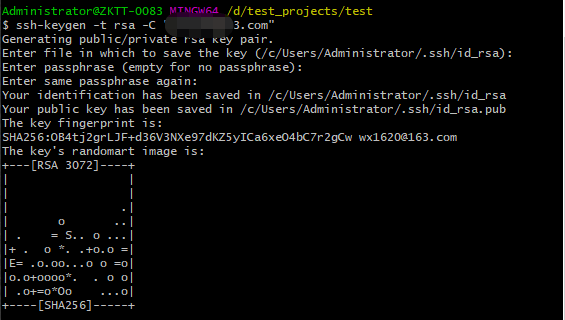 Administrator@ZKTT-0083 MINGW64 /d/test_projects/test
$ ssh-keygen -t rsa -C "3.com"
Generating public/private rsa key pair.
Enter file in which to save the key (/c/Users/Administrator/.ssh/id_rsa):
Enter passphrase (empty for no passphrase):
Enter same passphrase again:
Your identification has been saved in /c/Users/Administrator/.ssh/id_rsa
Your public key has been saved in /c/Users/Administrator/.ssh/id_rsa.pub
The key fingerprint is:
SHA256:OB4tj2grLJF+d36V3NXe97dKZ5yICa6xeO4bC7r2gCw wx1620@163.com
The key's randomart image is:
+---[RSA 3072]----+
|                 |
|                 |
|                .|
|       o       ..|
| .    = S.. o ...|
|+ .  o *. .+o.o =|
|E= .o.oo...o o =o|
|o.o+oooo*.  . o o|
| .o+=o*Oo    ...o|
+----[SHA256]-----+